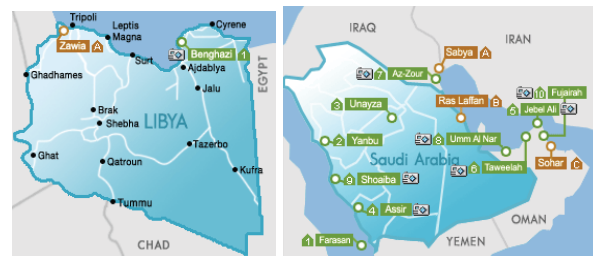 Tripoli
Cyrene
Leptis
Magna
Zawia A
Benghazi 1
Surt
Ajdablya
EGYPT
Ghadhames
Jalu
Brak
LIBYA
Shebha
Tazerbo
Ghat
Qatroun
Kufra
Tummu
CHAD
IRAQ
IRAN
Sabya A
7 Az-Zour
10 Fujairah
Ras Laffan B
3 Unayza
5 Jebel Ali
2 Yanbu
8 Umm Al Nar
Saudi Arabia
6 Taweelah
Sohar C
9 Shoaiba
4 Assir
OMAN
1 Farasan
YEMEN